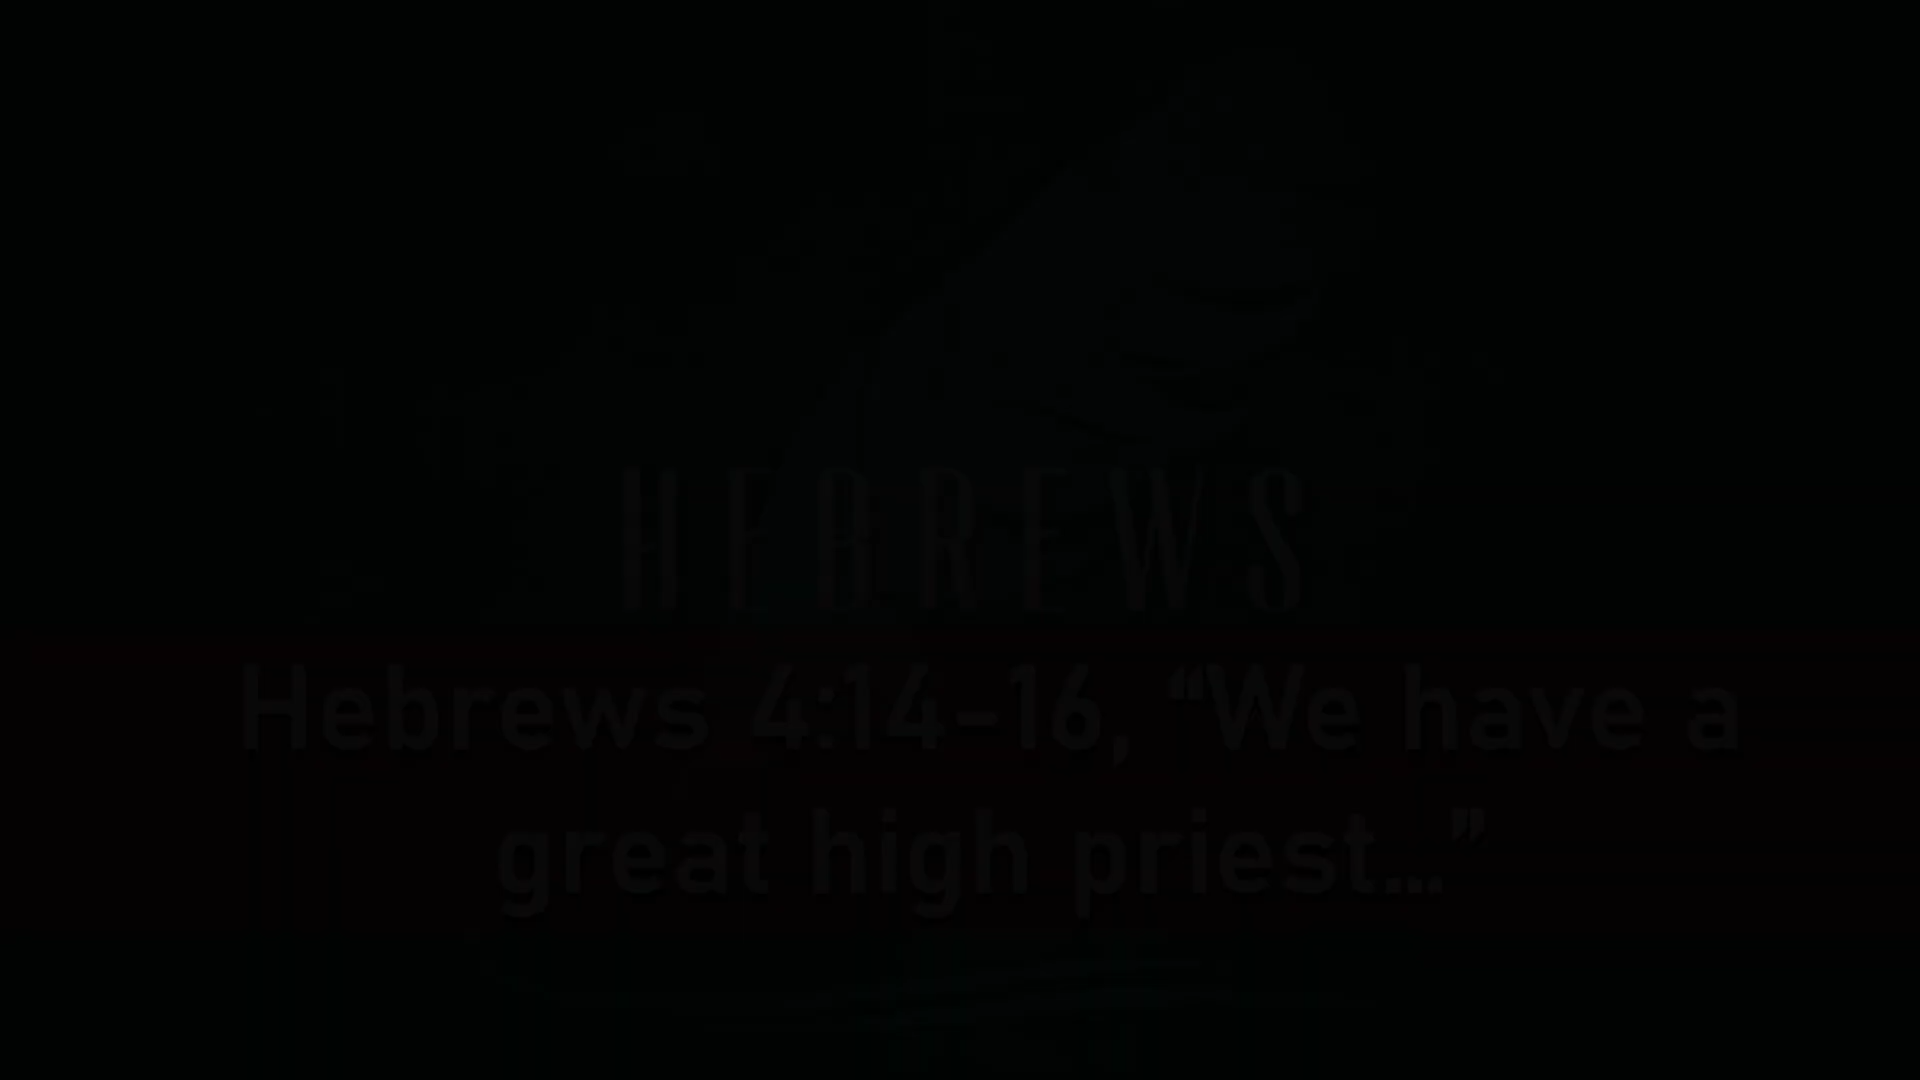 HEBREWS
Hebrews 4:14-16, “We have a
great high priest...”